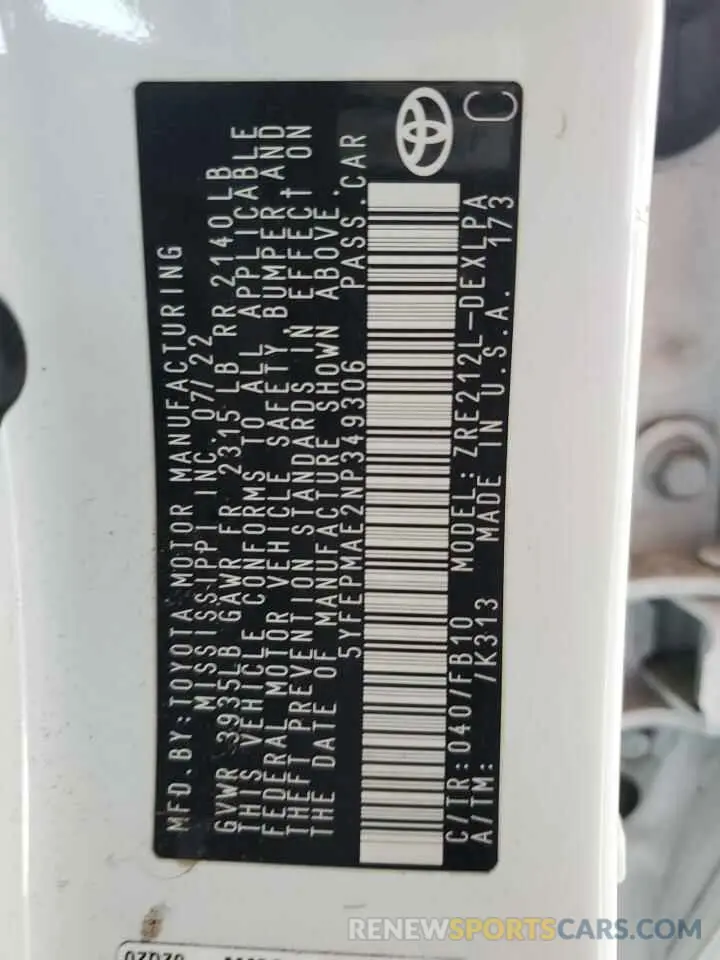 MFD.BY:TOYOTA MOTOR MANUFACTURING
MISSISSIPPI INC. 07/22
GVWR 3935LB GAWR FR 2315 LB RR 2140LB
THIS VEHICLE CONFORMS TO ALL APPLICABLE
FEDERAL MOTOR VEHICLE SAFETY BUMPER AND
THEFT PREVENTION STANDARDS IN EFFECT ON
THE DATE OF MANUFACTURE SHOWN ABOVE.
5YFEPMAE2NP349306 PASS.CAR
C/TR:040/FB10 MODEL:ZRE212L-DEXLPA
A/TM: /K313 MADE IN U.S.A. 173
C
RENEWSPORTSCARS.COM